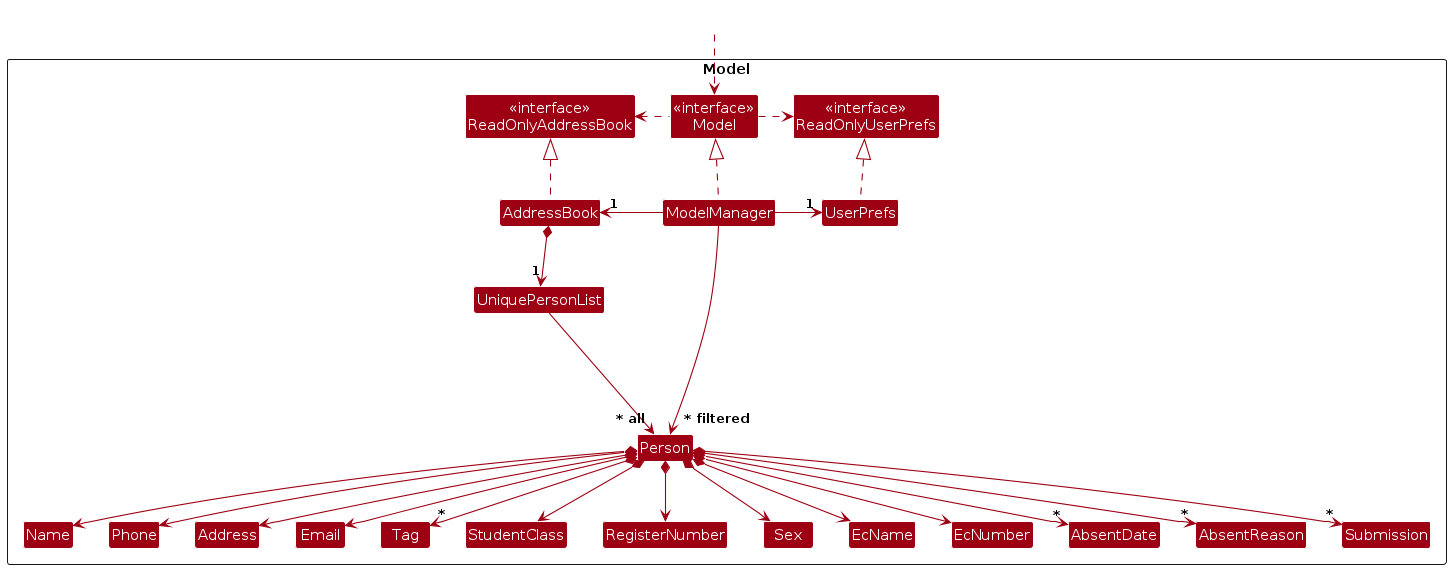 Model
«interface»
ReadOnlyAddressBook
«interface»
Model
«interface»
ReadOnlyUserPrefs
AddressBook
1
ModelManager
1
UserPrefs
1
UniquePersonList
* all
* filtered
Person
*
*
*
*
Name
Phone
Address
Email
Tag
StudentClass
RegisterNumber
Sex
EcName
EcNumber
AbsentDate
AbsentReason
Submission